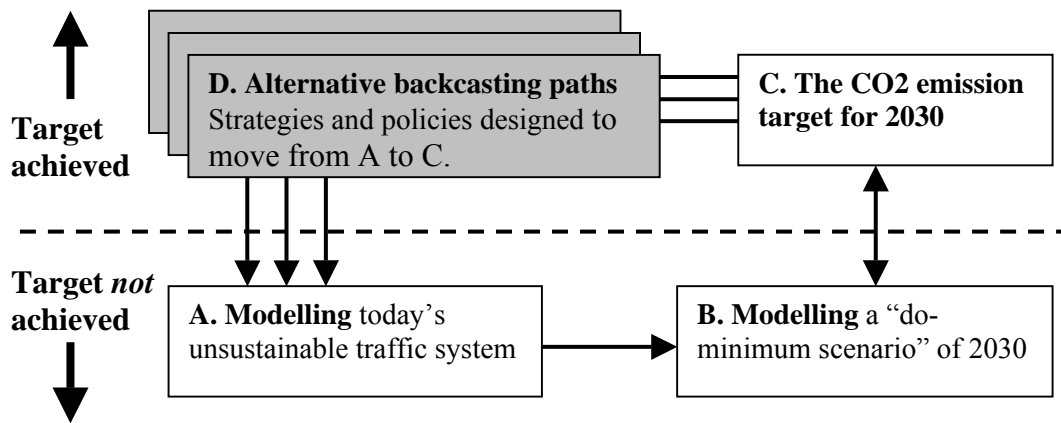 Target
achieved
D. Alternative backcasting paths
Strategies and policies designed to
move from A to C.
C. The CO2 emission
target for 2030
Target not
achieved
A. Modelling today’s
unsustainable traffic system
B. Modelling a “do-
minimum scenario” of 2030